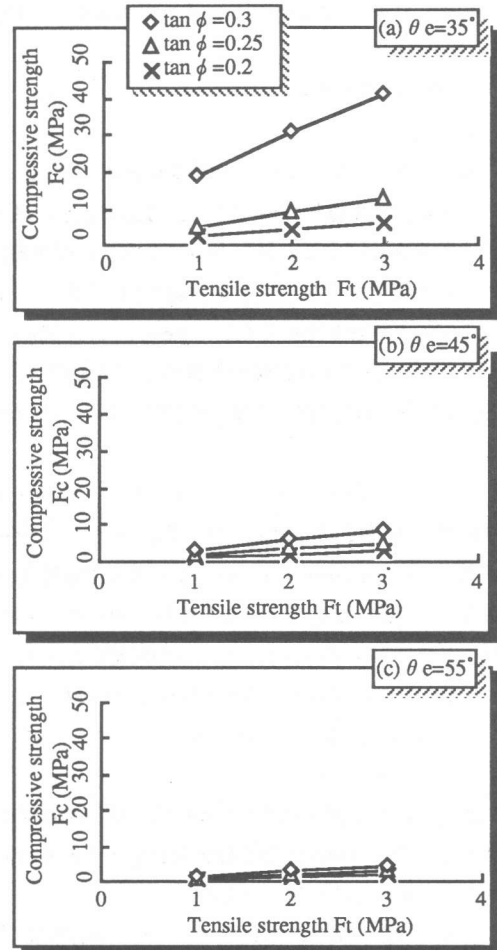 tan ϕ =0.3
tan ϕ =0.25
tan ϕ =0.2
(a) θ e=35°
Compressive strength
Fc (MPa)
50
40
30
20
10
0
0 1 2 3 4
Tensile strength Ft (MPa)
(b) θ e=45°
Compressive strength
Fc (MPa)
50
40
30
20
10
0
0 1 2 3 4
Tensile strength Ft (MPa)
(c) θ e=55°
Compressive strength
Fc (MPa)
50
40
30
20
10
0
0 1 2 3 4
Tensile strength Ft (MPa)